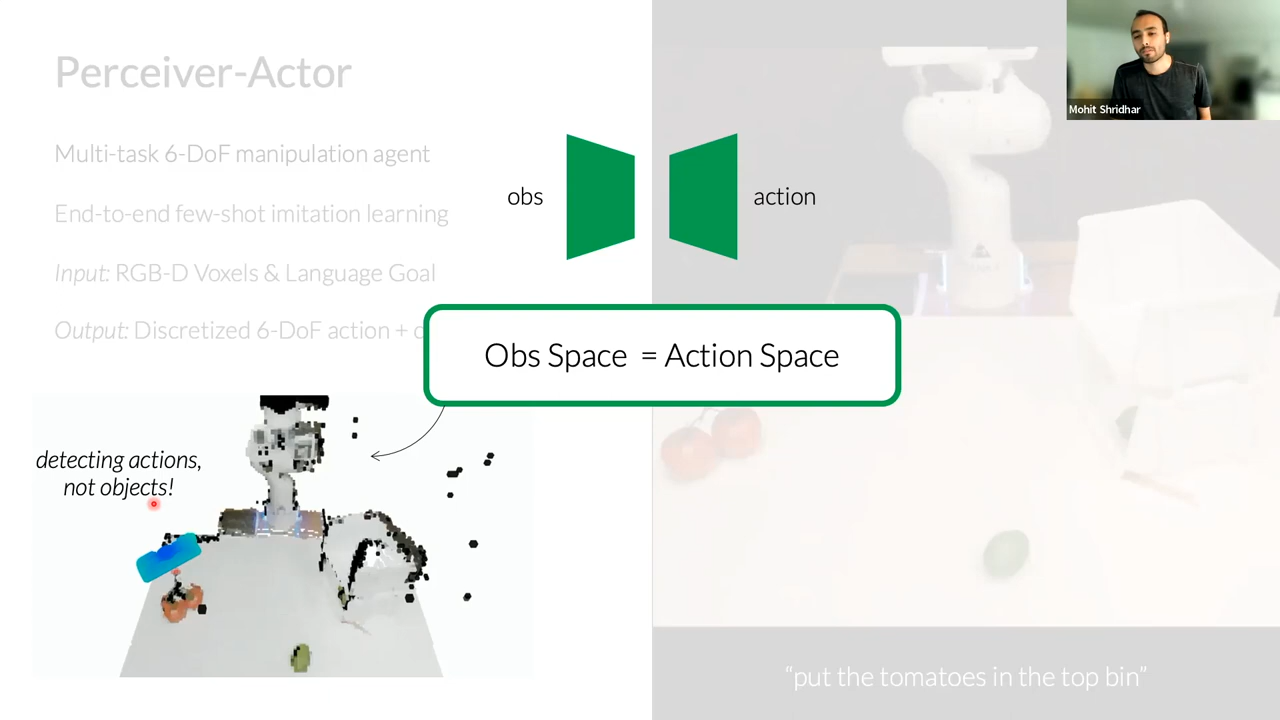 Perceiver-Actor
Multi-task 6-DoF manipulation agent
End-to-end few-shot imitation learning
Input: RGB-D Voxels & Language Goal
Output: Discretized 6-DoF action +
obs
action
Obs Space = Action Space
detecting actions,
not objects!
"put the tomatoes in the top bin"
Mohit Shridhar